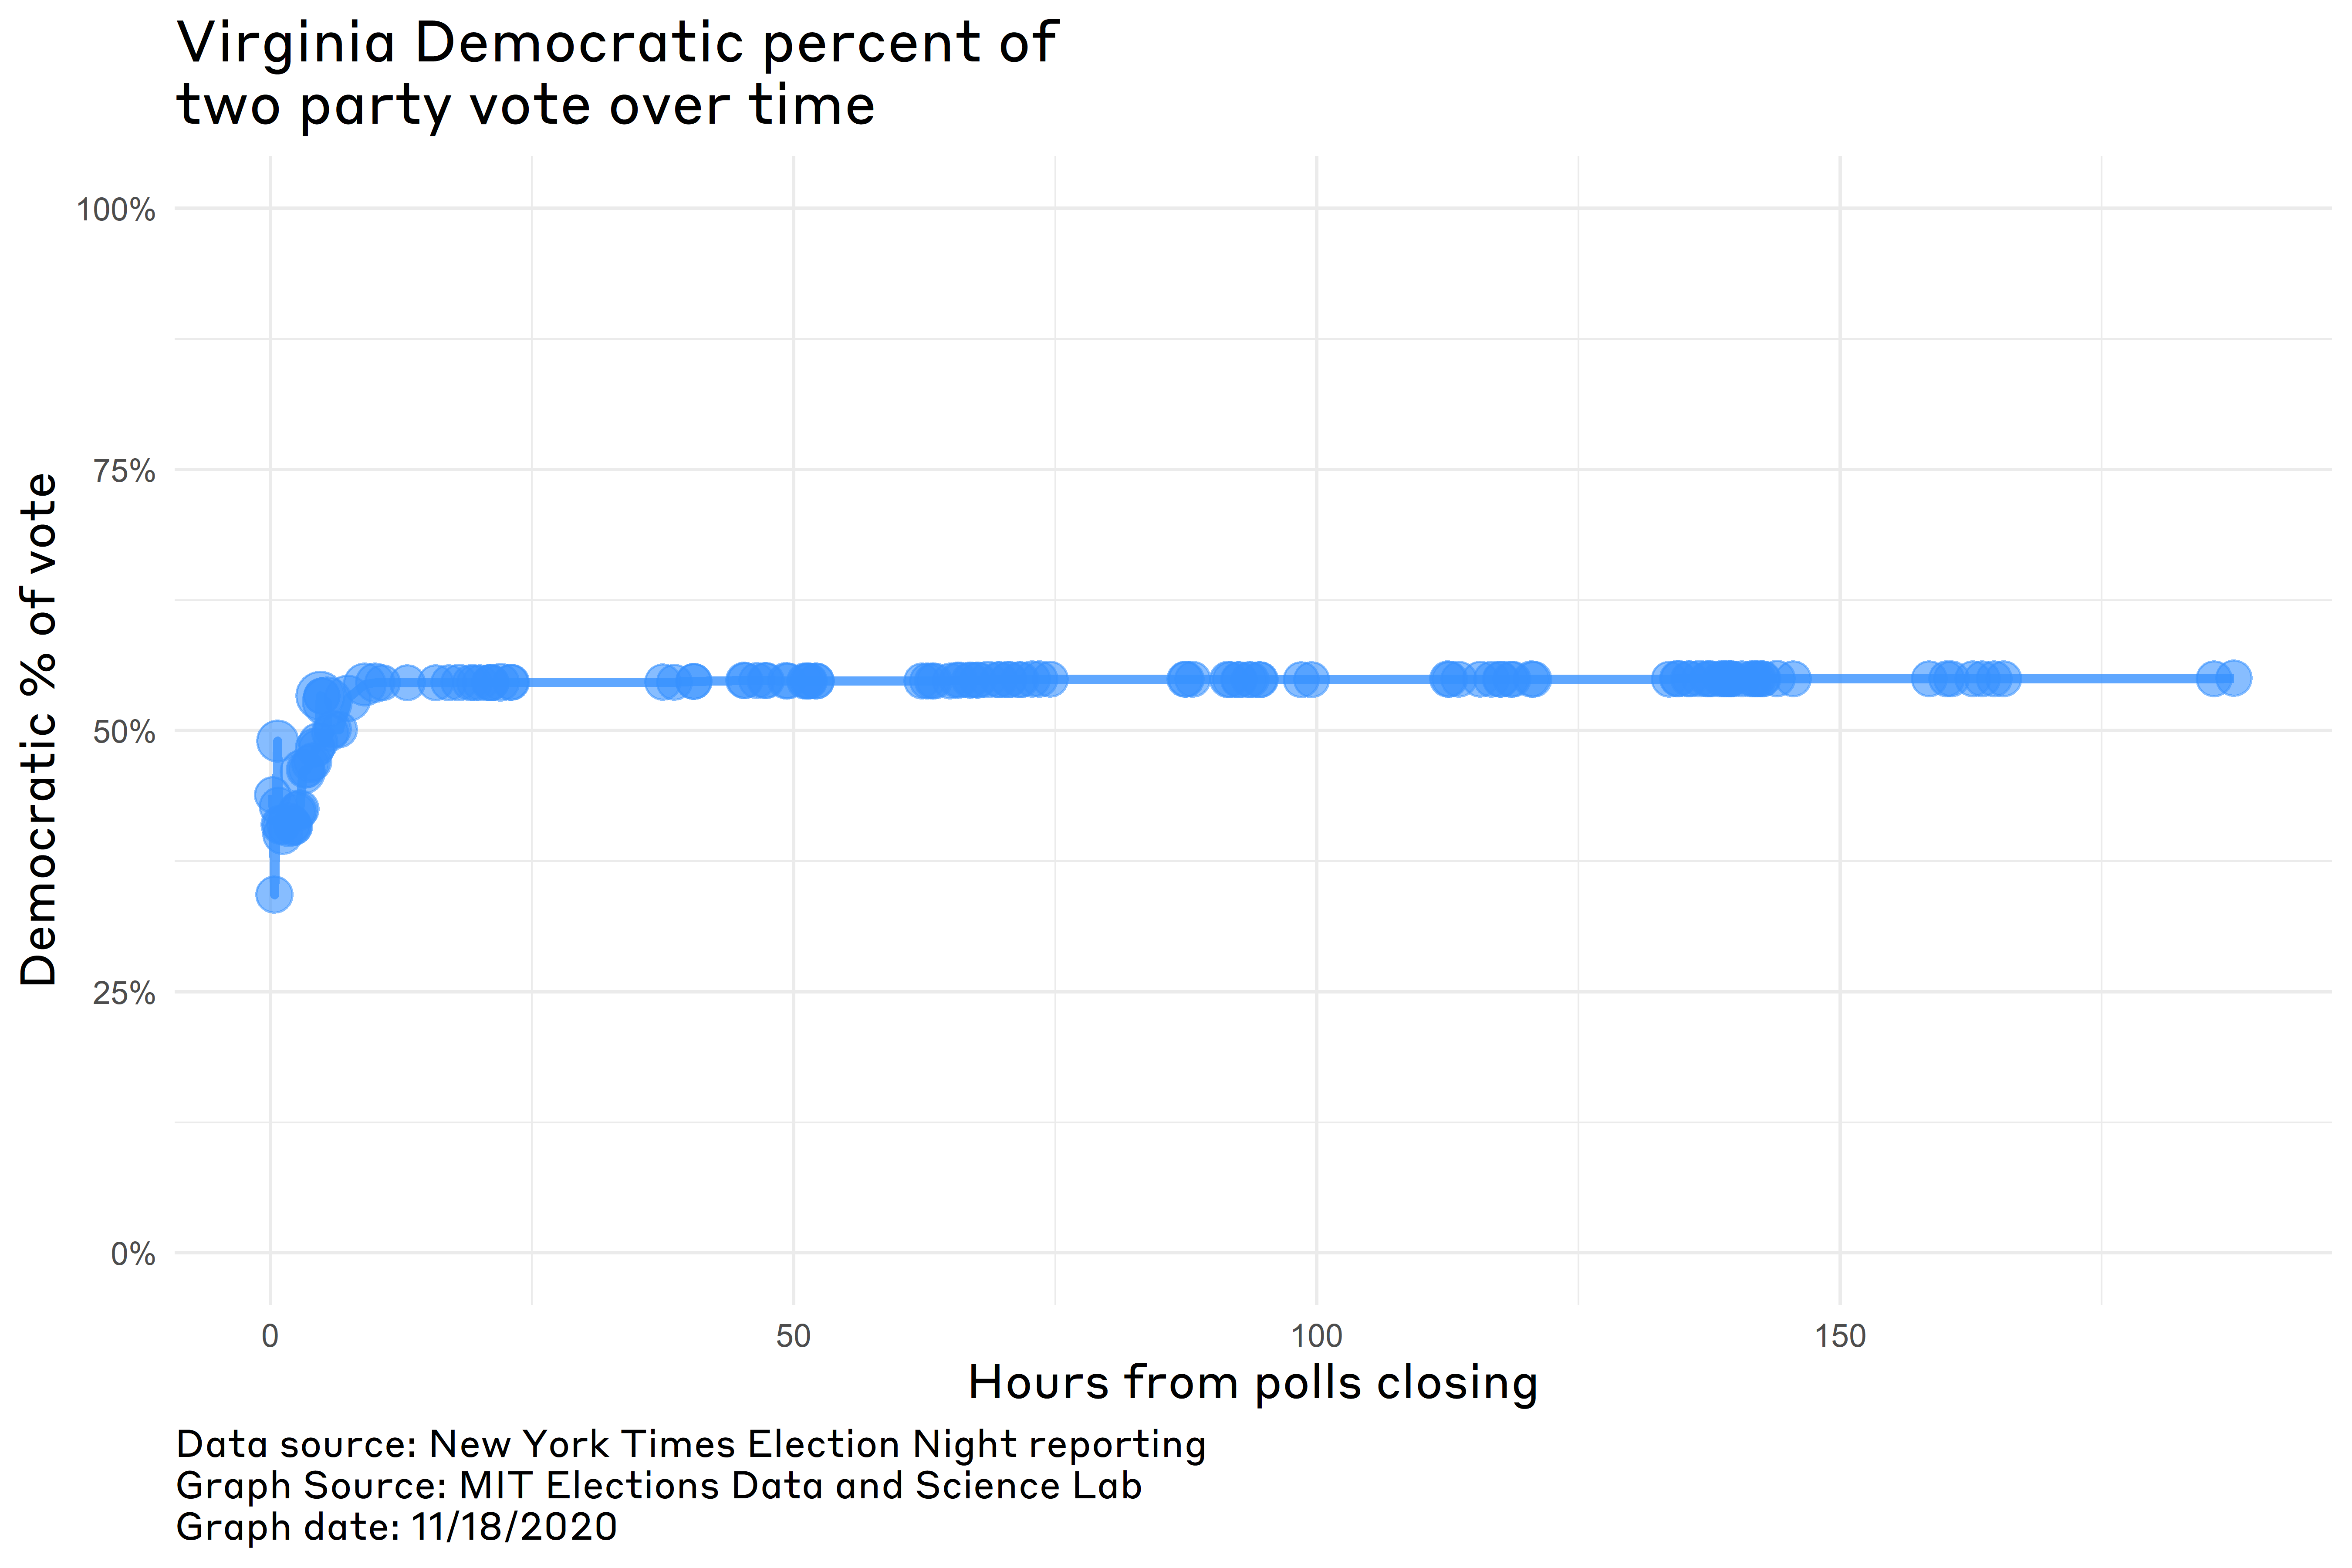 Virginia Democratic percent of
two party vote over time
Democratic % of vote
100%
75%
50%
25%
0%
0 50 100 150
Hours from polls closing
Data source: New York Times Election Night reporting
Graph Source: MIT Elections Data and Science Lab
Graph date: 11/18/2020